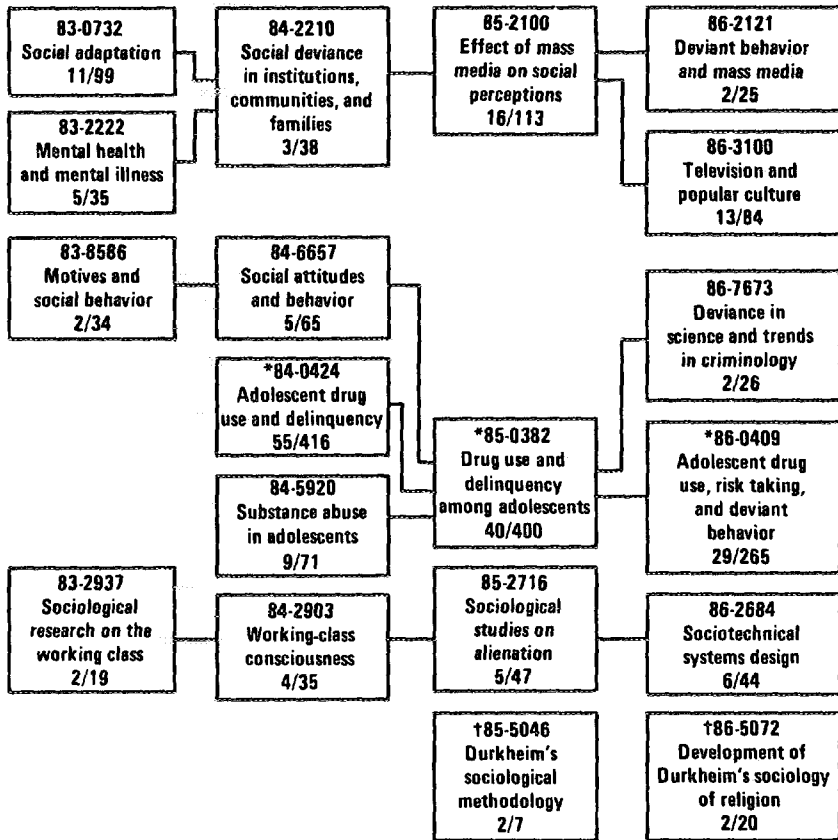 83-0732
Social adaptation
11/99
83-2222
Mental health
and mental illness
5/35
84-2210
Social deviance
in institutions,
communities, and
families
3/38
85-2100
Effect of mass
media on social
perceptions
16/113
86-2121
Deviant behavior
and mass media
2/25
86-3100
Television and
popular culture
13/84
83-8586
Motives and
social behavior
2/34
84-6657
Social attitudes
and behavior
5/65
*84-0424
Adolescent drug
use and delinquency
55/416
84-5920
Substance abuse
in adolescents
9/71
*85-0382
Drug use and
delinquency
among adolescents
40/400
86-7673
Deviance in
science and trends
in criminology
2/26
*86-0409
Adolescent drug
use, risk taking,
and deviant
behavior
29/265
83-2937
Sociological
research on the
working class
2/19
84-2903
Working-class
consciousness
4/35
85-2716
Sociological
studies on
alienation
5/47
86-2684
Sociotechnical
systems design
6/44
†85-5046
Durkheim's
sociological
methodology
2/7
†86-5072
Development of
Durkheim's sociology
of religion
2/20